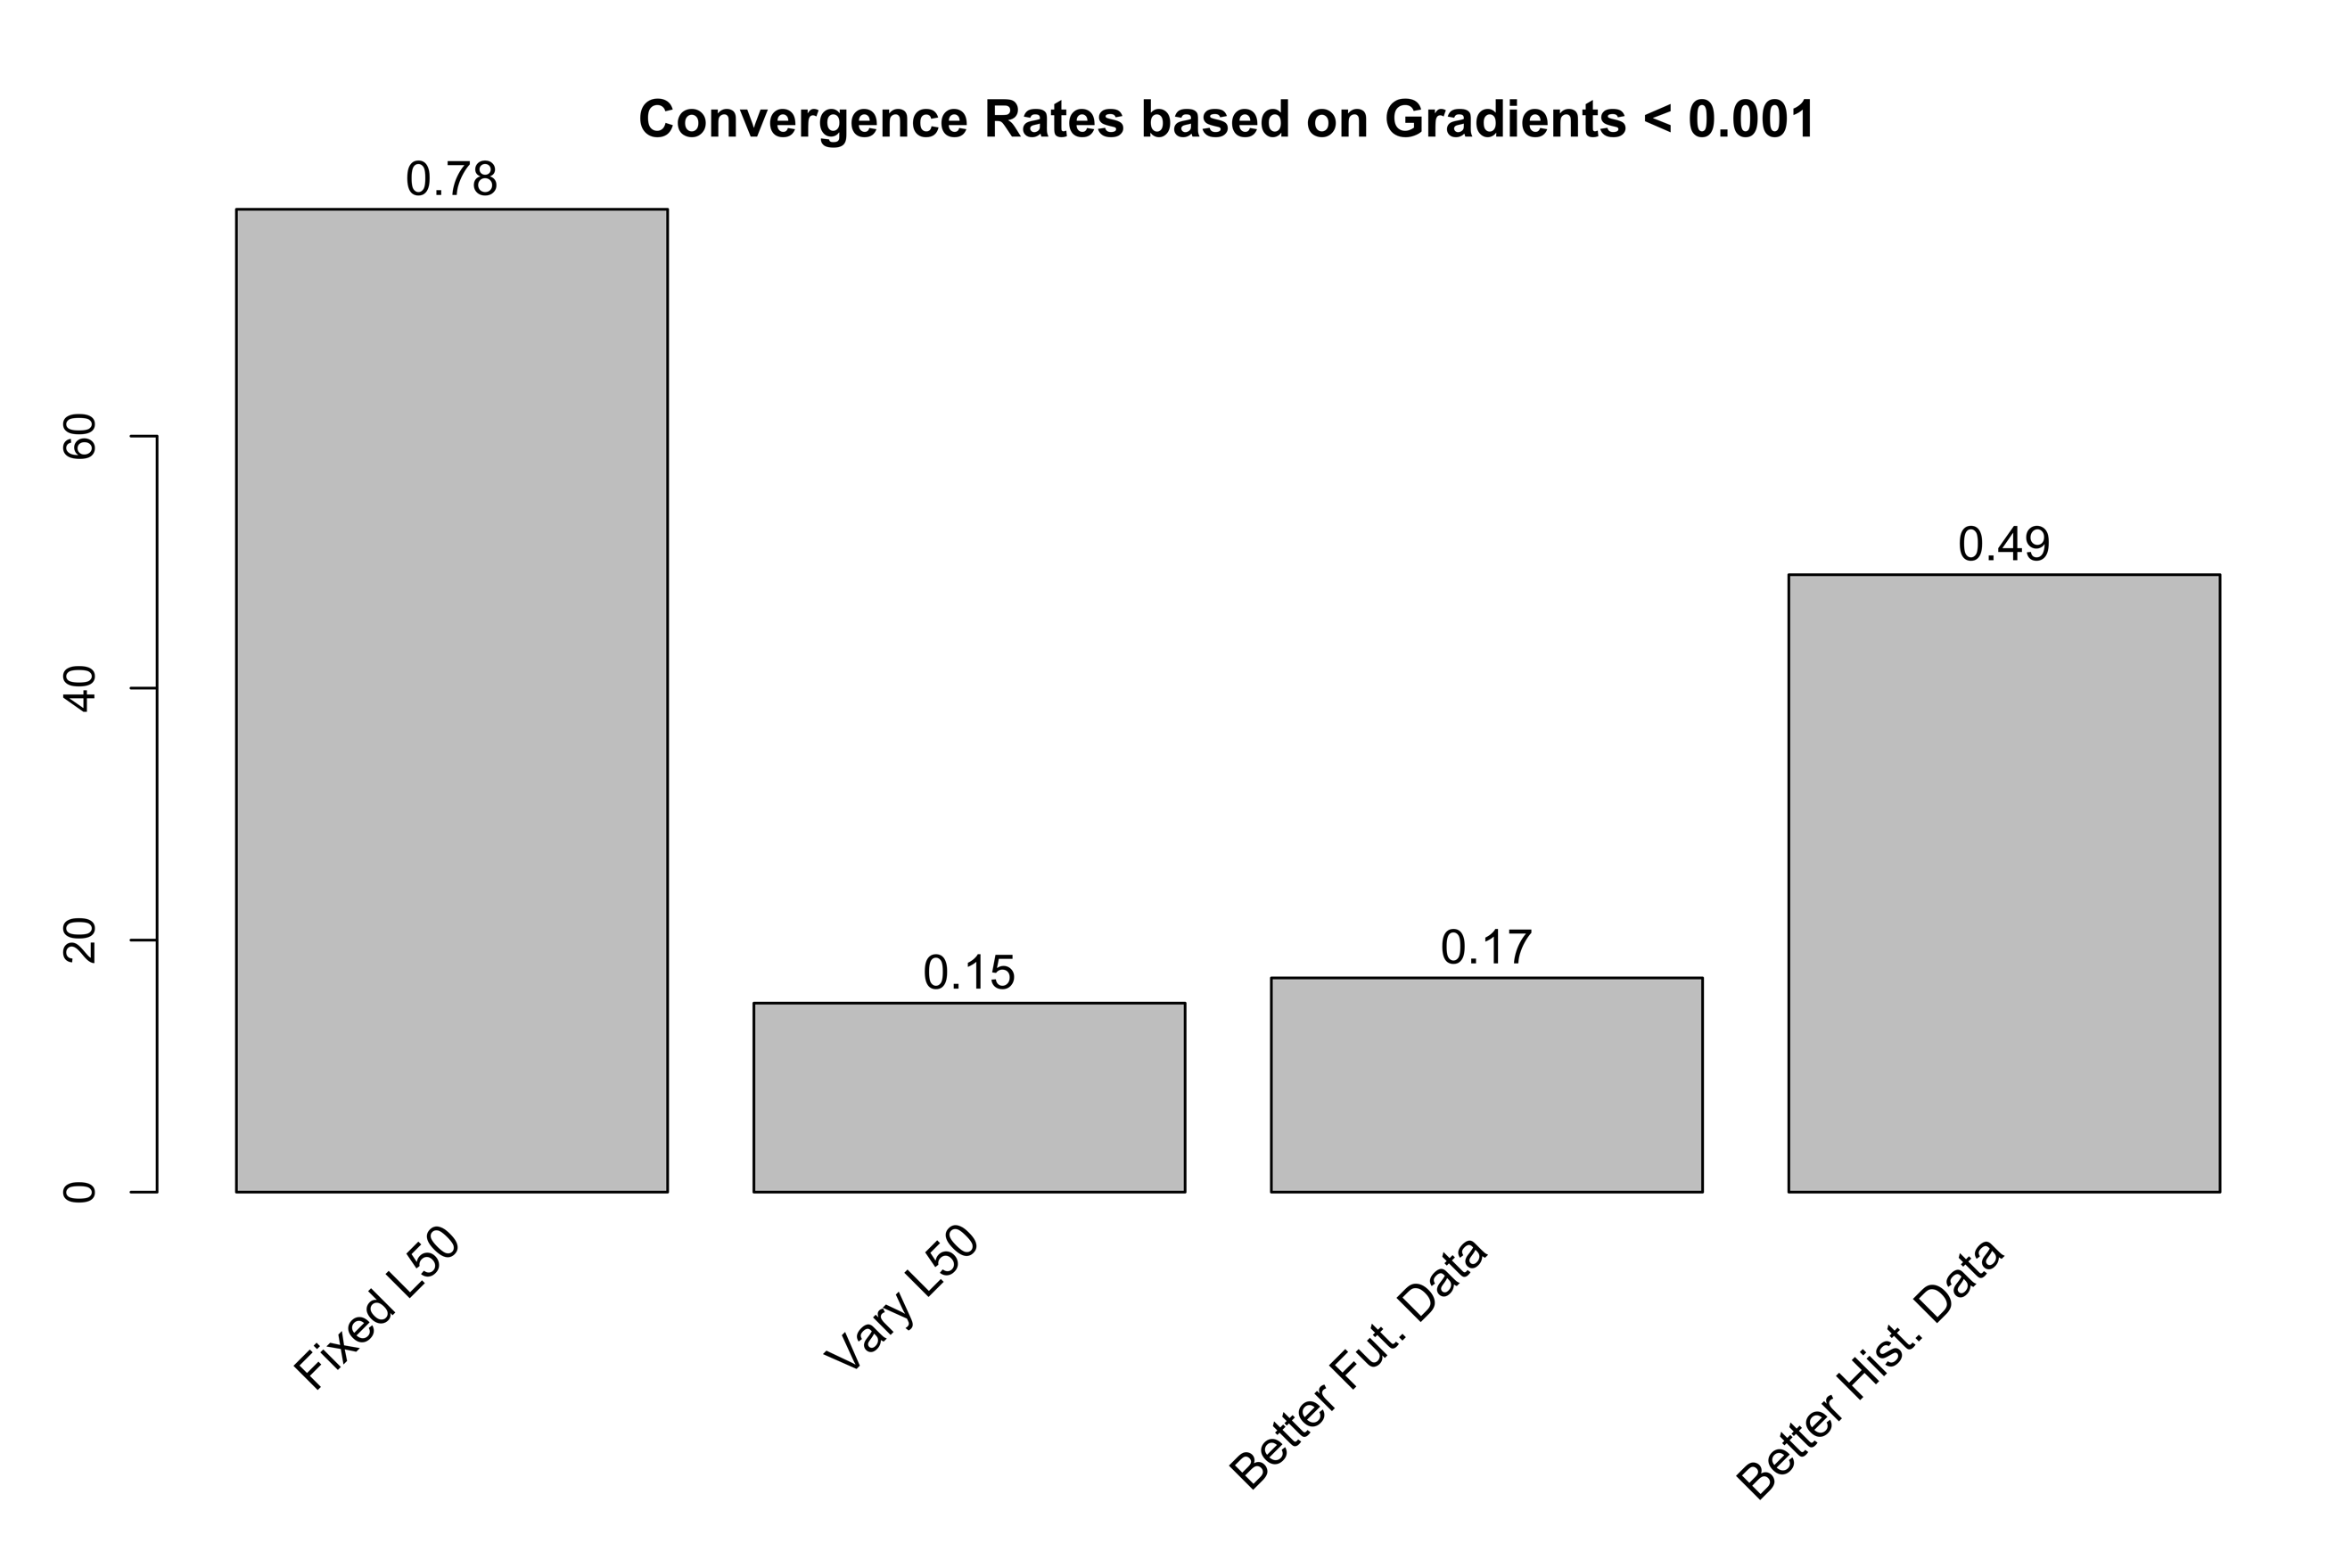 Convergence Rates based on Gradients < 0.001
0.78
0.15
0.17
0.49
60
40
20
0
Fixed L50
Vary L50
Better Fut. Data
Better Hist. Data